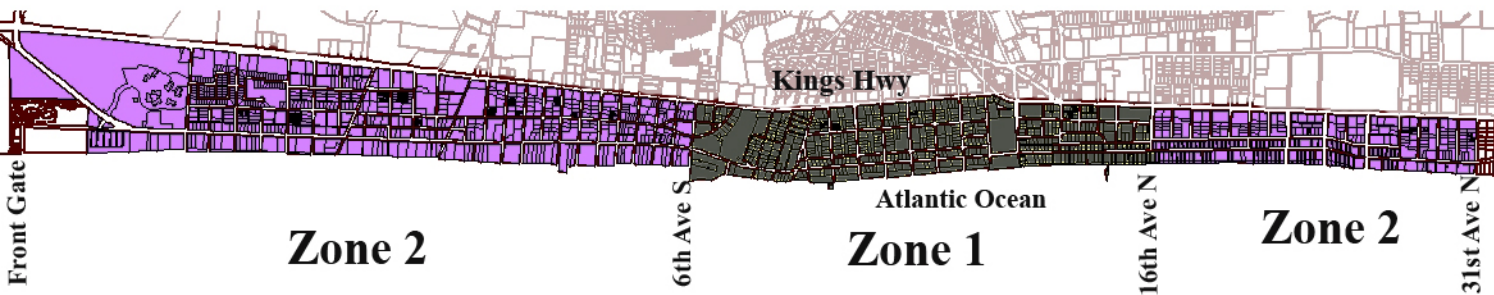 Kings Hwy
Atlantic Ocean
Front Gate
Zone 2
6th Ave S
Zone 1
16th Ave N
Zone 2
31st Ave N